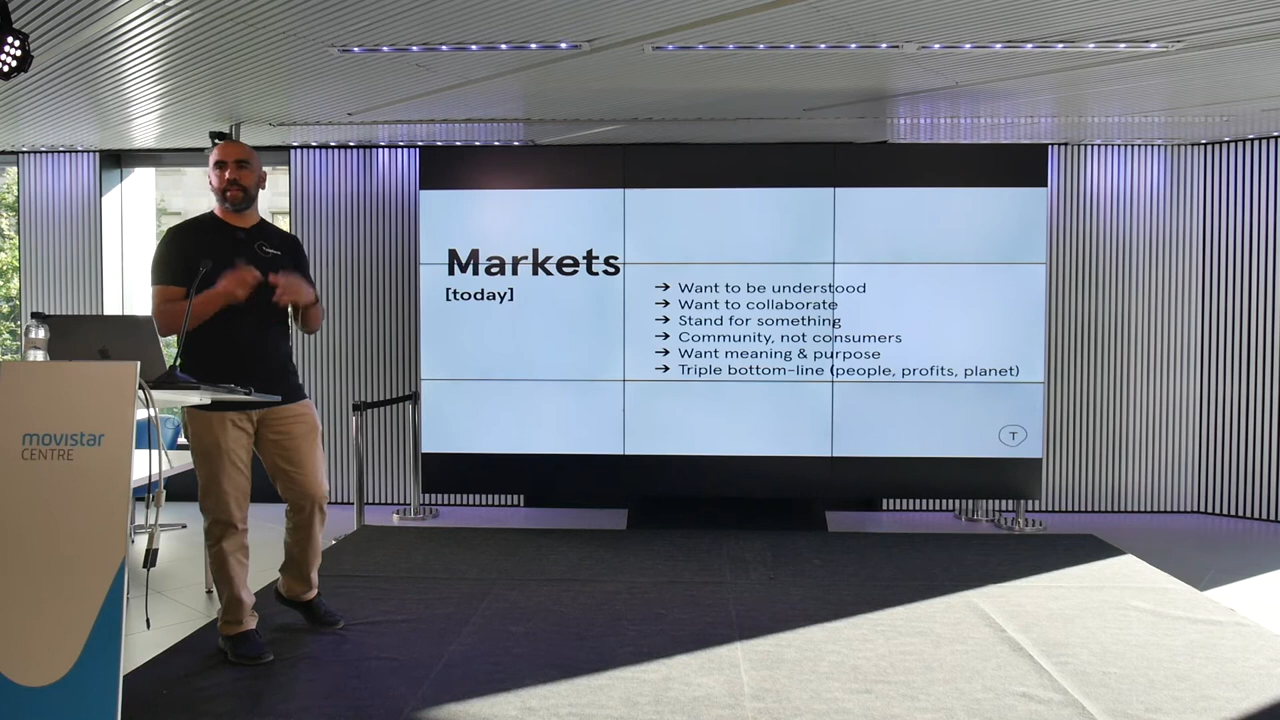 Markets
[today]
→ Want to be understood
→ Want to collaborate
→ Stand for something
→ Community, not consumers
→ Want meaning & purpose
→ Triple bottom-line (people, profits, planet)
T
movistar
CENTRE